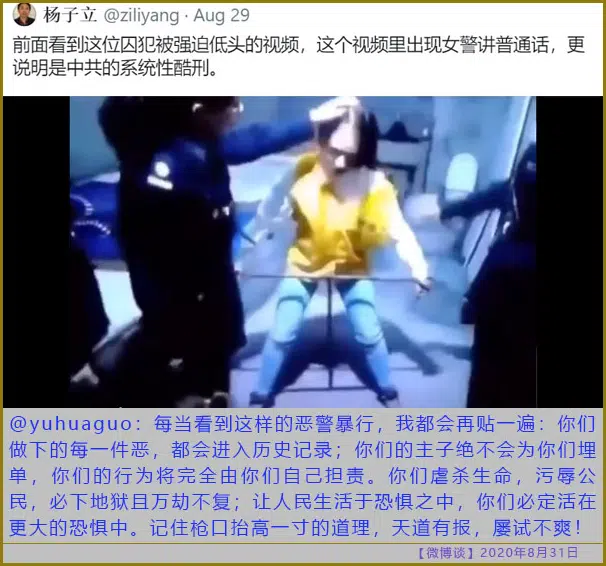 杨子立 @ziliyang · Aug 29
前面看到这位囚犯被强迫低头的视频，这个视频里出现女警讲普通话，更
说明是中共的系统性酷刑。
@yuhuaguo：每当看到这样的恶警暴行，我都会再贴一遍：你们
做下的每一件恶，都会进入历史记录；你们的主子绝不会为你们埋
单，你们的行为将完全由你们自己担责。你们虐杀生命，污辱公
民，必下地狱且万劫不复；让人民生活于恐惧之中，你们必定活在
更大的恐惧中。记住枪口抬高一寸的道理，天道有报，屡试不爽！
【微博谈】2020年8月31日